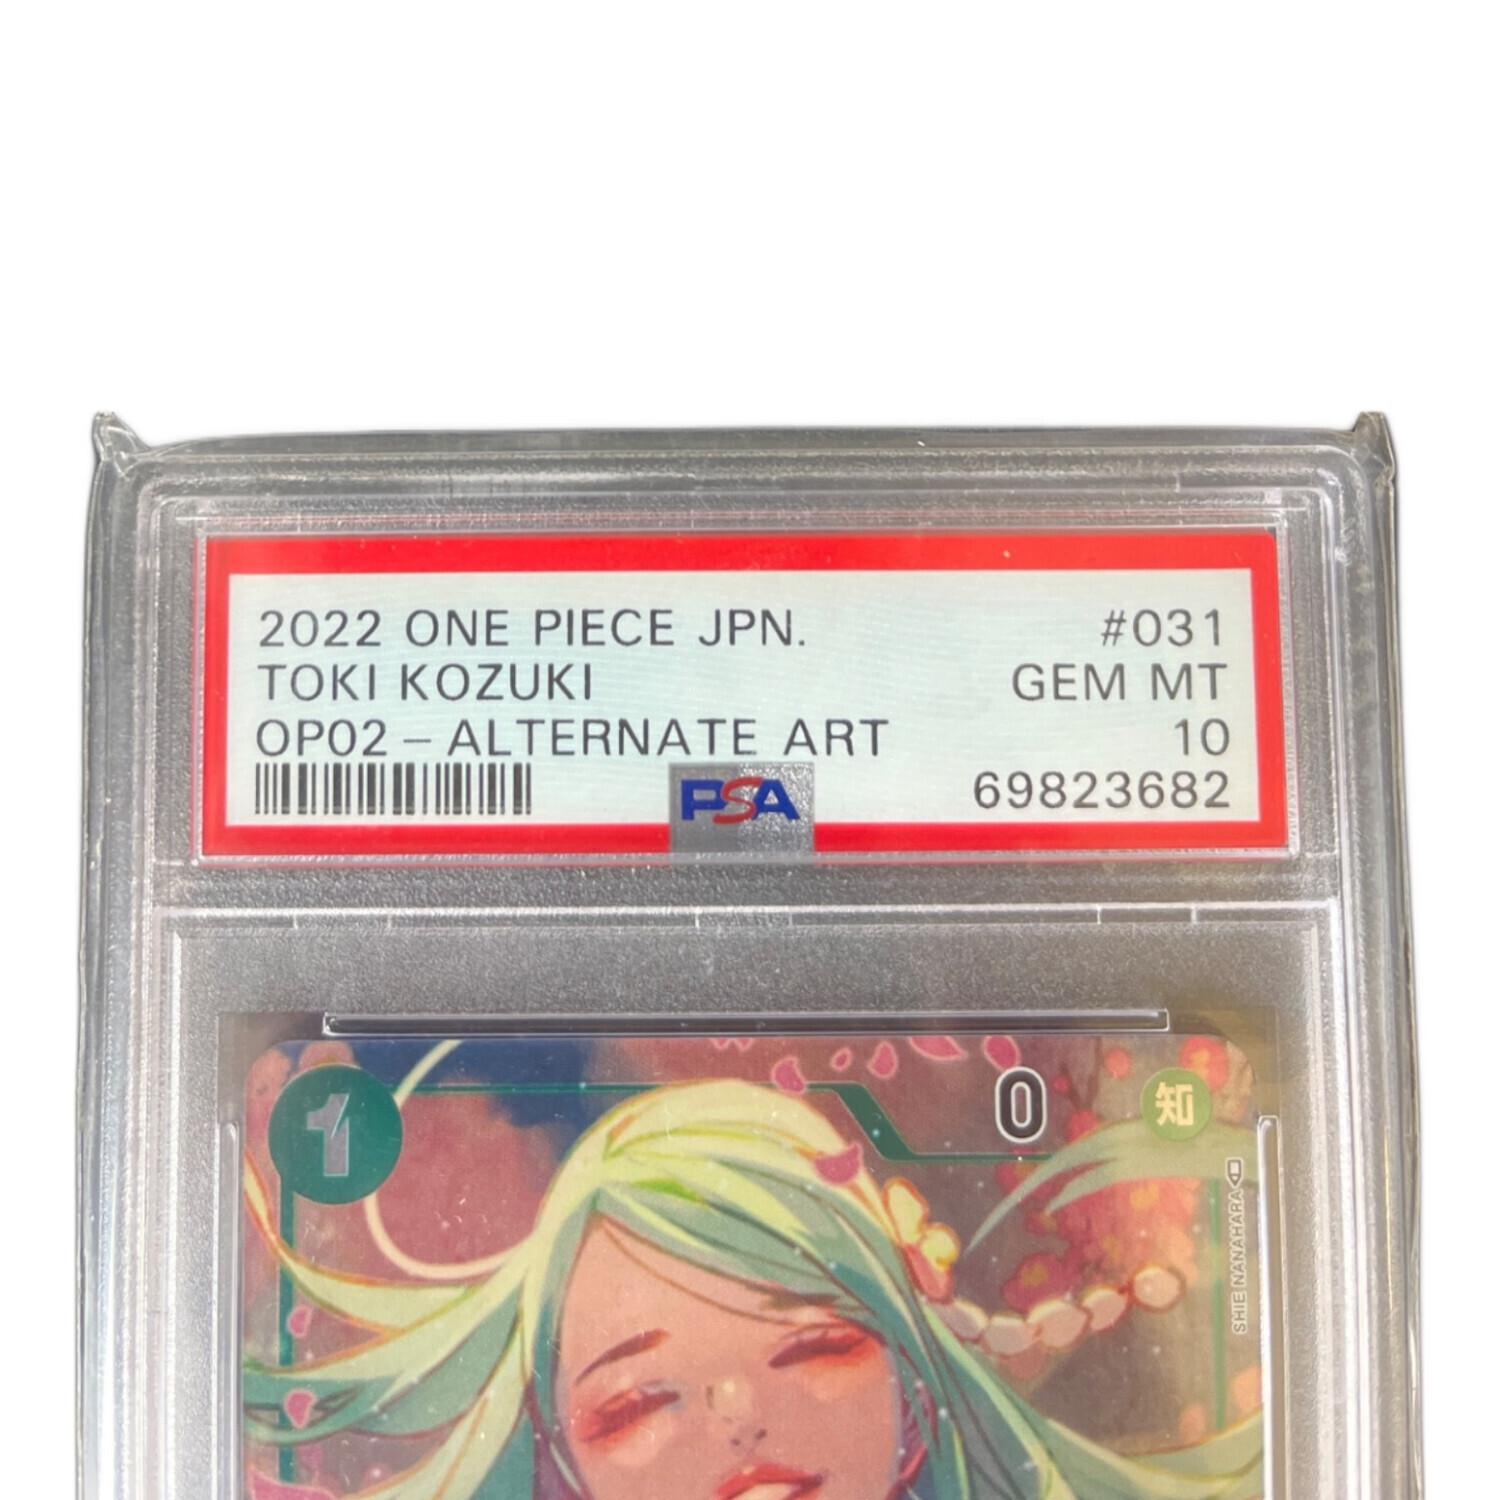 2022 ONE PIECE JPN. #031
TOKI KOZUKI GEM MT
OP02 – ALTERNATE ART 10
PSA 69823682
1 0 知
SHIE NANAHARA